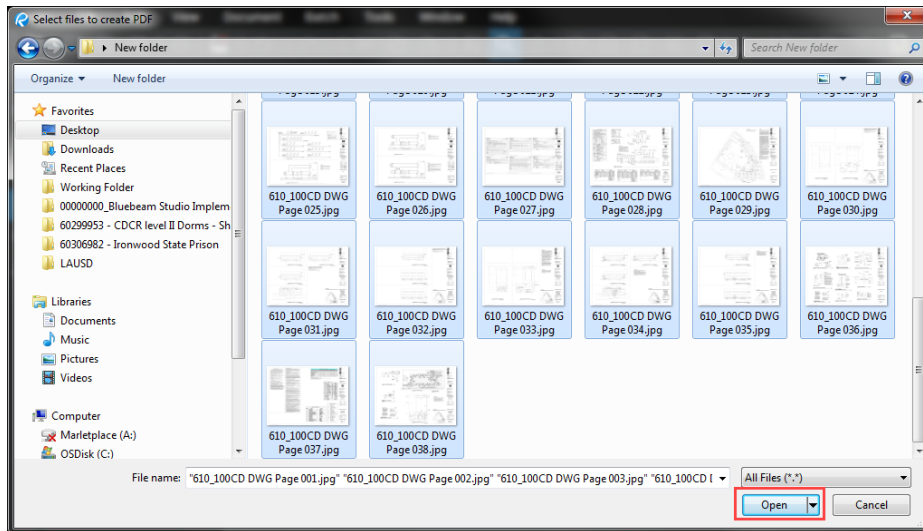 Select files to create PDF
View Document Batch Tools Window Help
New folder
Search New folder
Organize New folder
Favorites
Desktop
Downloads
Recent Places
Working Folder
00000000_Bluebeam Studio Implem
60299953 - CDCR level II Dorms - Sh
60306982 - Ironwood State Prison
LAUSD
Libraries
Documents
Music
Pictures
Videos
Computer
Marletplace (A:)
OSDisk (C:)
610_100CD DWG Page 025.jpg
610_100CD DWG Page 026.jpg
610_100CD DWG Page 027.jpg
610_100CD DWG Page 028.jpg
610_100CD DWG Page 029.jpg
610_100CD DWG Page 030.jpg
610_100CD DWG Page 031.jpg
610_100CD DWG Page 032.jpg
610_100CD DWG Page 033.jpg
610_100CD DWG Page 034.jpg
610_100CD DWG Page 035.jpg
610_100CD DWG Page 036.jpg
610_100CD DWG Page 037.jpg
610_100CD DWG Page 038.jpg
File name: "610_100CD DWG Page 001.jpg" "610_100CD DWG Page 002.jpg" "610_100CD DWG Page 003.jpg" "610_100CD [
All Files (*.*)
Open Cancel